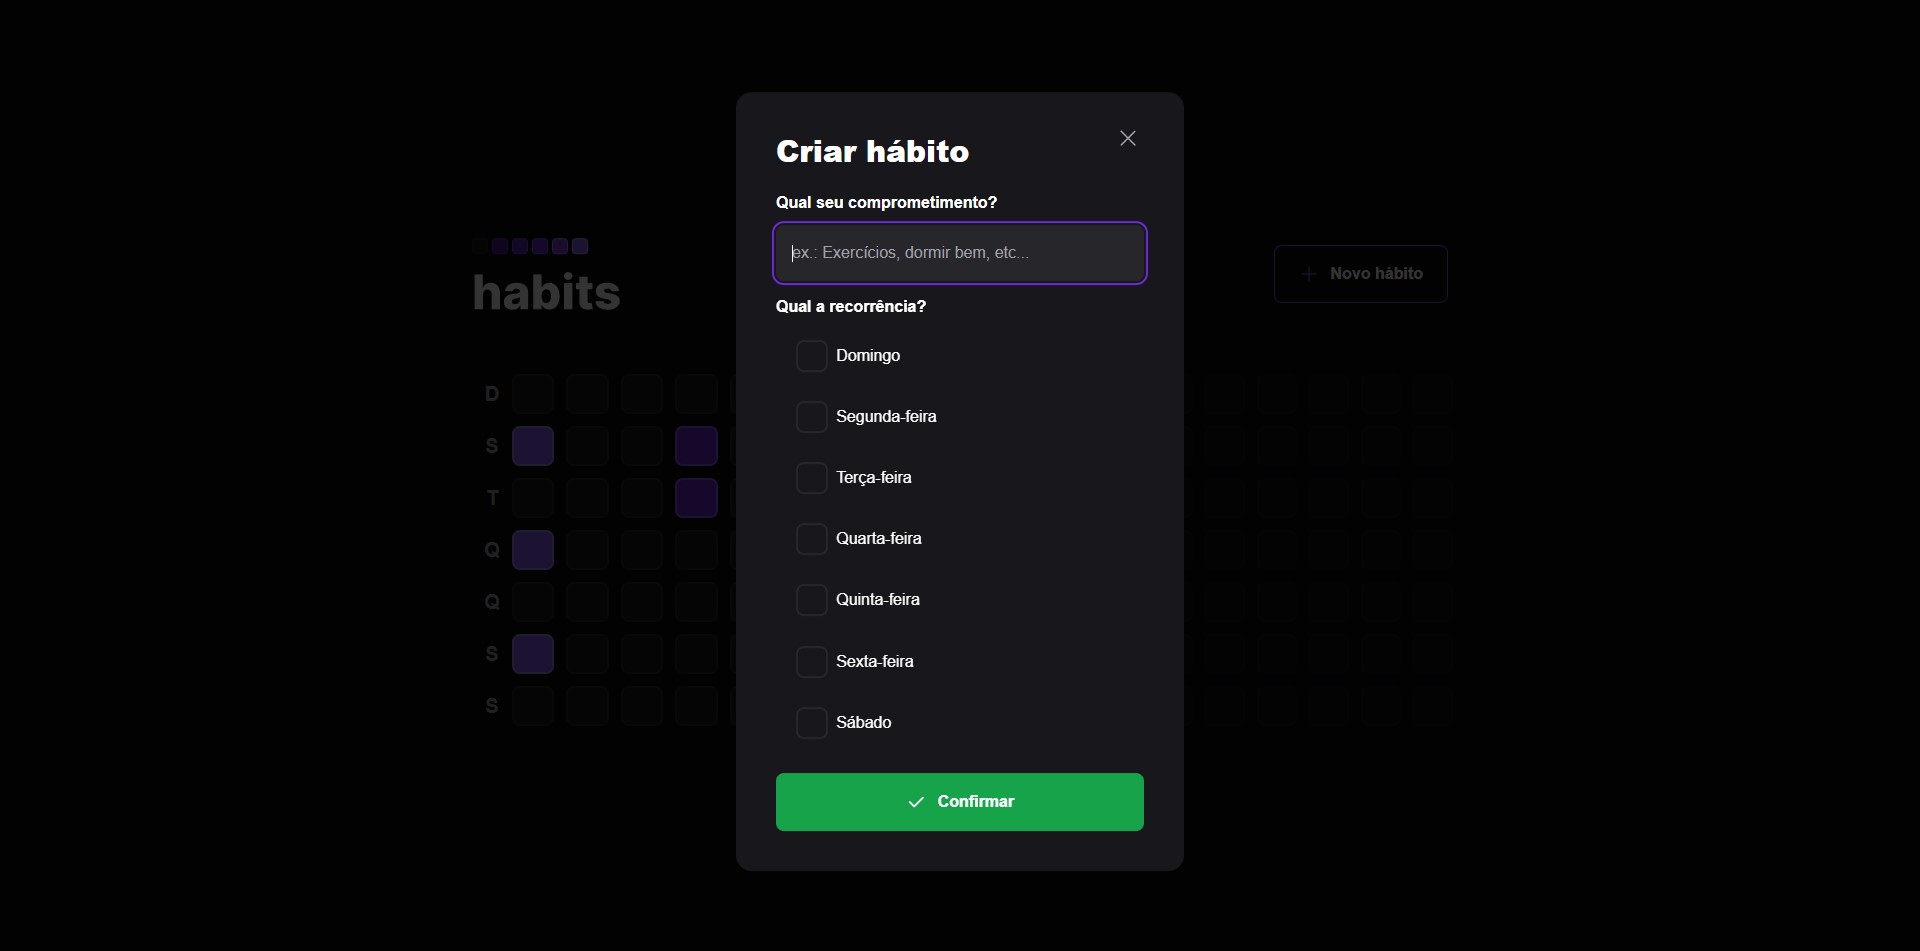 Criar hábito
Qual seu comprometimento?
ex.: Exercícios, dormir bem, etc...
Qual a recorrência?
Domingo
Segunda-feira
Terça-feira
Quarta-feira
Quinta-feira
Sexta-feira
Sábado
Confirmar
habits
Novo hábito
D
S
T
Q
Q
S
S